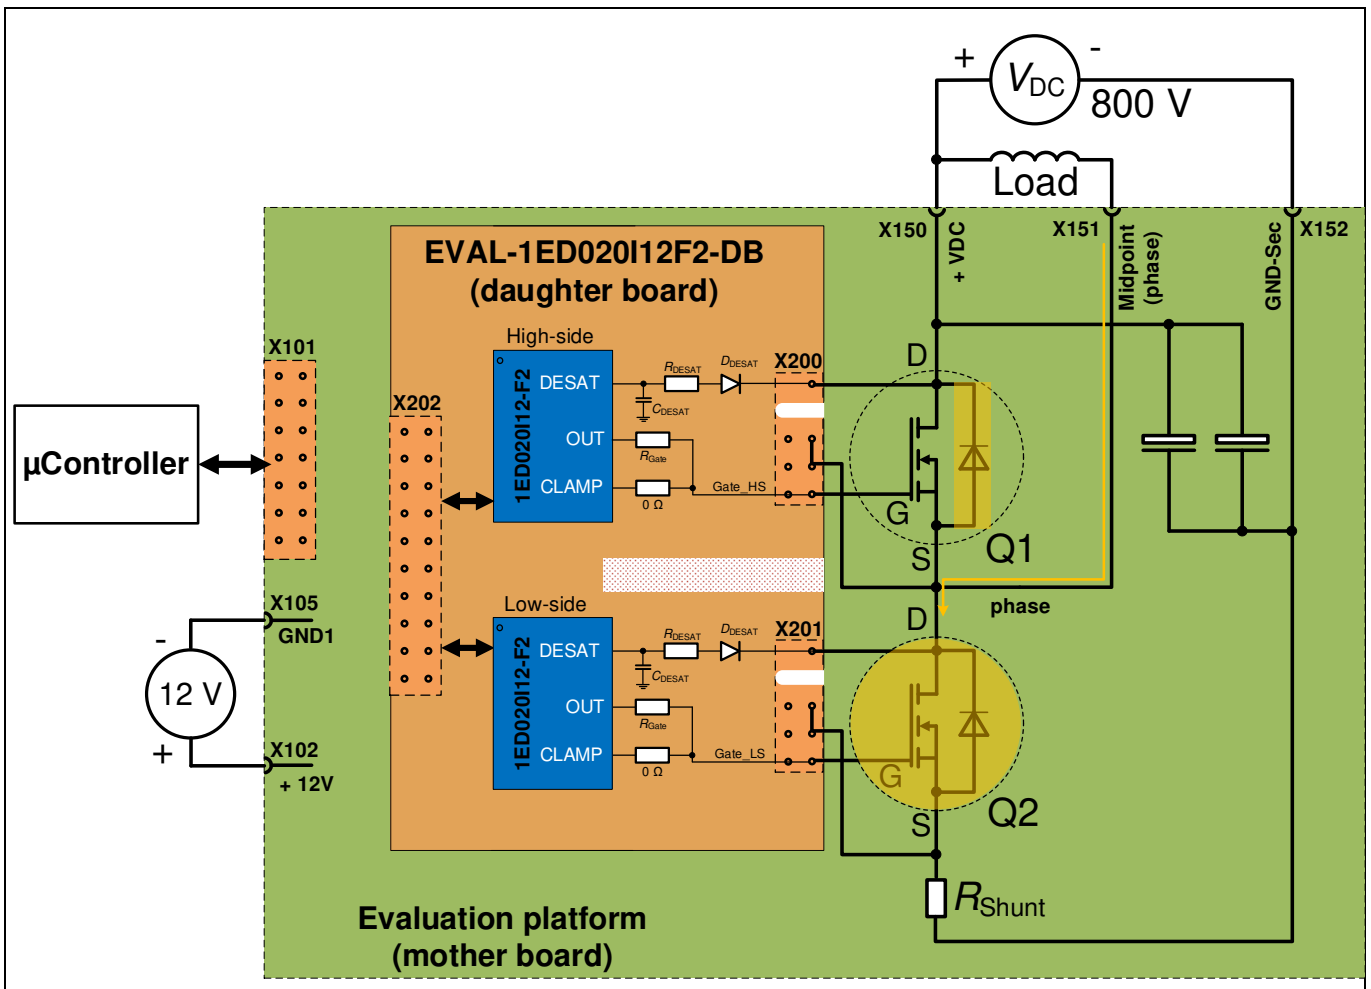 +
-
VDC
800 V
Load
X150
+ VDC
X151
Midpoint
(phase)
X152
GND-Sec
EVAL-1ED020I12F2-DB
(daughter board)
High-side
1ED020I12-F2
DESAT
OUT
CLAMP
RDESAT
DDESAT
CDESAT
RGate
0 Ω
Gate_HS
X200
X101
X202
µController
D
G
S
Q1
phase
Low-side
1ED020I12-F2
DESAT
OUT
CLAMP
RDESAT
DDESAT
CDESAT
RGate
0 Ω
Gate_LS
X201
D
G
S
Q2
X105
GND1
-
12 V
+
X102
+ 12V
RShunt
Evaluation platform
(mother board)